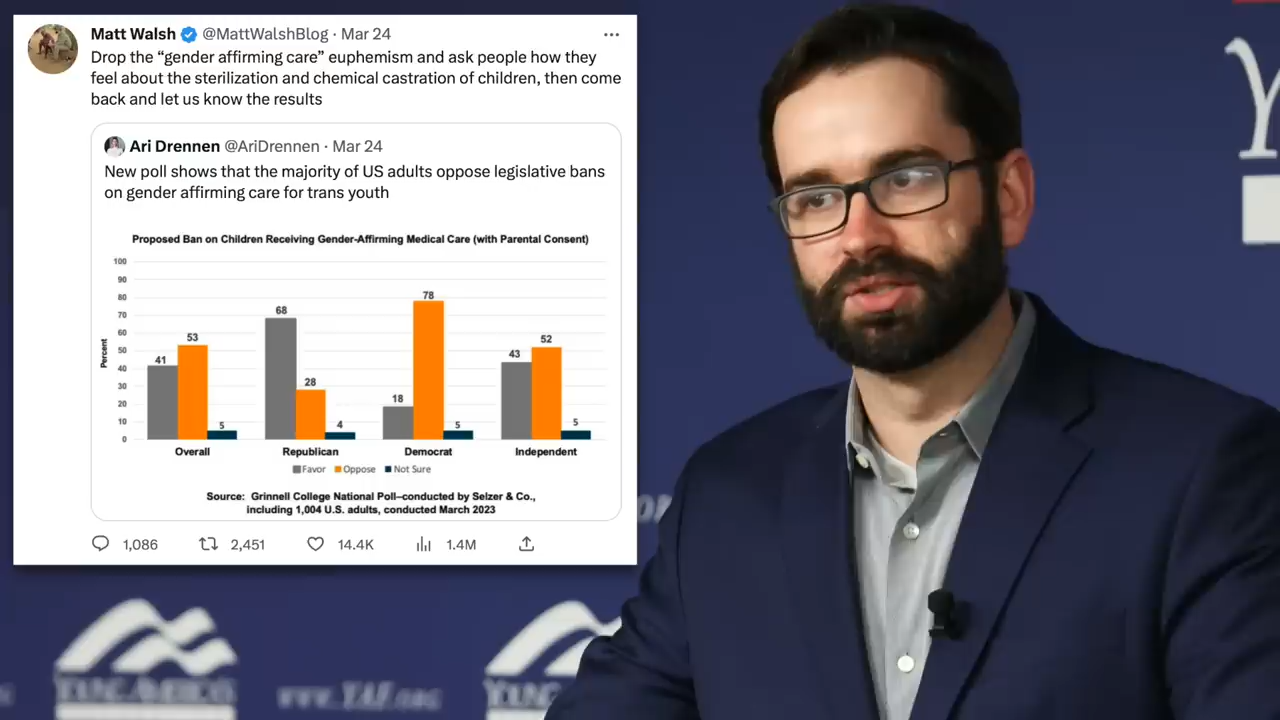 Matt Walsh @MattWalshBlog · Mar 24
Drop the “gender affirming care” euphemism and ask people how they
feel about the sterilization and chemical castration of children, then come
back and let us know the results
Ari Drennen @AriDrennen · Mar 24
New poll shows that the majority of US adults oppose legislative bans
on gender affirming care for trans youth
Proposed Ban on Children Receiving Gender-Affirming Medical Care (with Parental Consent)
Percent
100
90
80
70
60
50
40
30
20
10
0
41 53 5
68 28 4
18 78 5
43 52 5
Overall Republican Democrat Independent
Favor Oppose Not Sure
Source: Grinnell College National Poll–conducted by Selzer & Co.,
including 1,004 U.S. adults, conducted March 2023
1,086 2,451 14.4K 1.4M
www.YAF.org